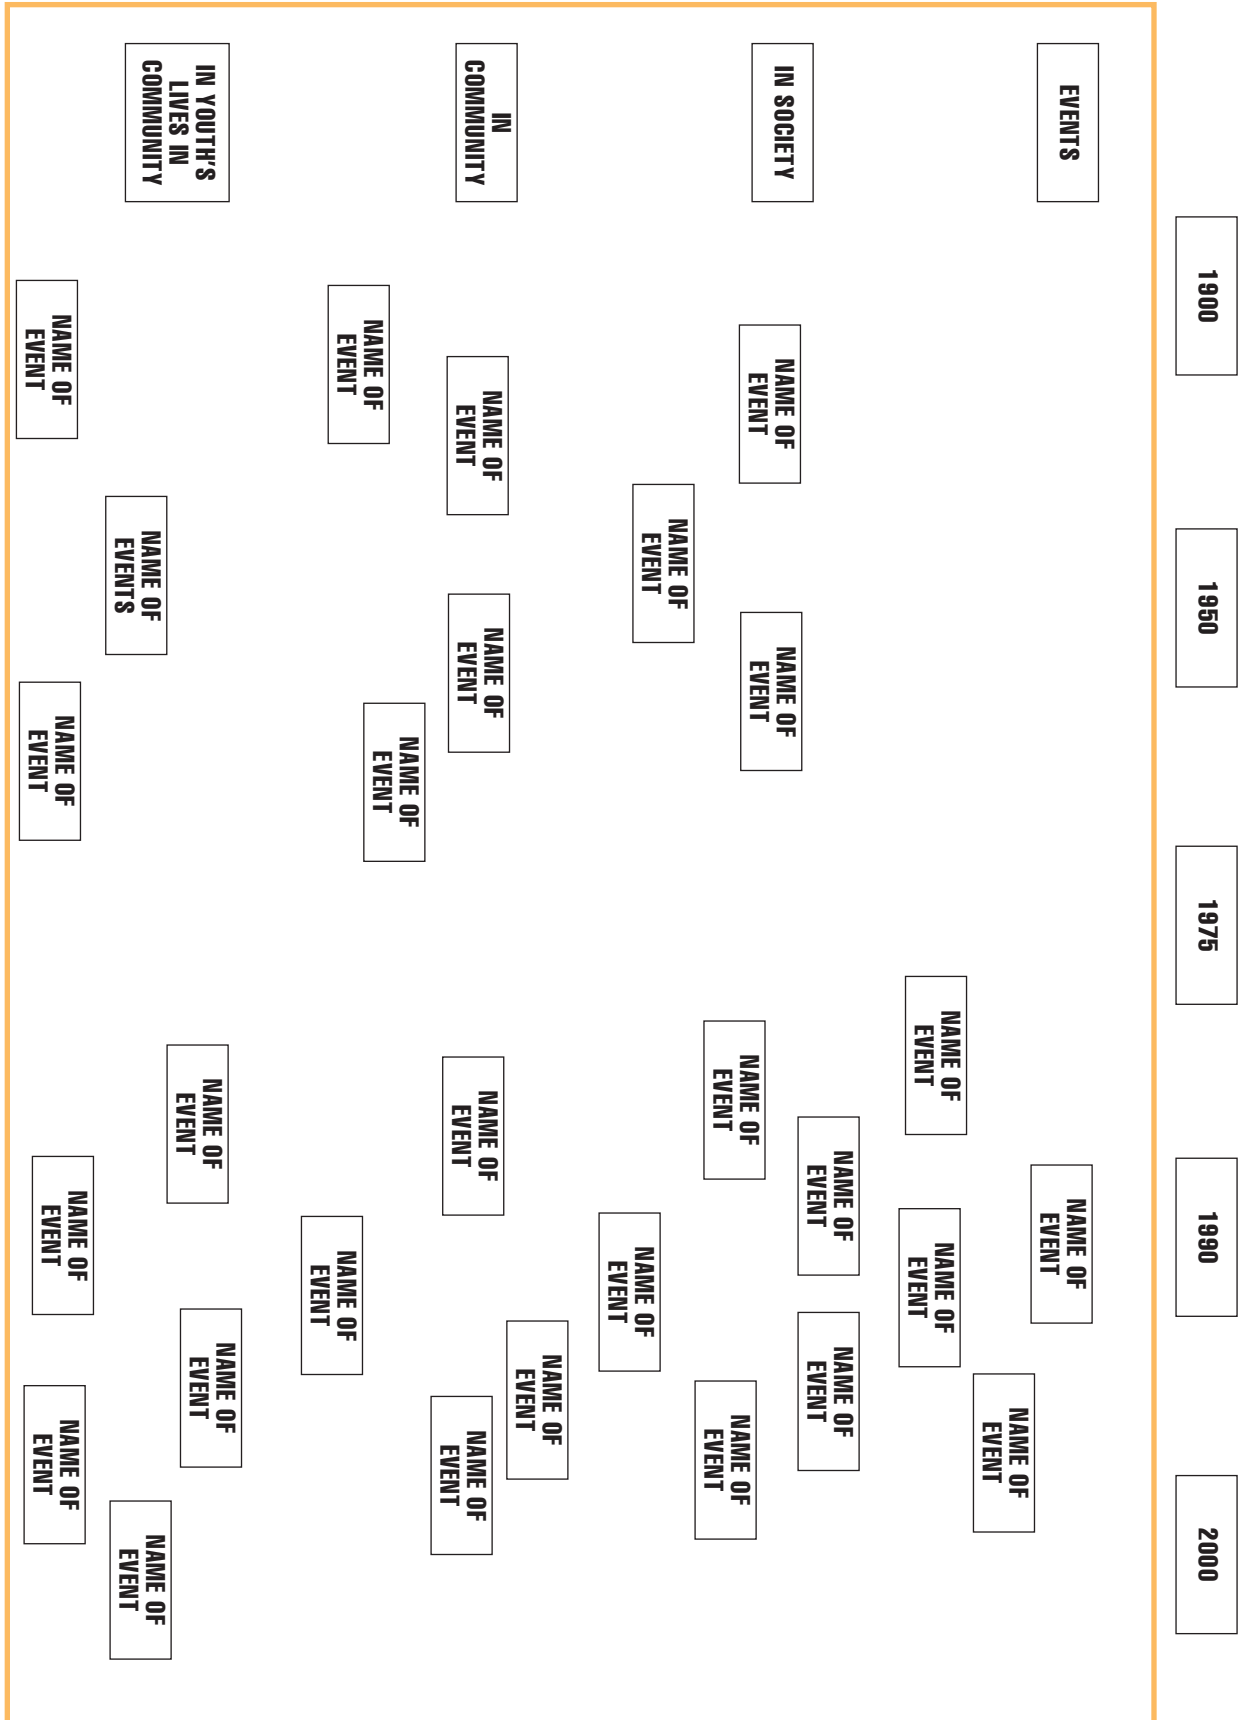 1900
1950
1975
1990
2000
EVENTS
NAME OF
EVENT
NAME OF
EVENT
NAME OF
EVENT
NAME OF
EVENT
NAME OF
EVENT
NAME OF
EVENT
IN SOCIETY
NAME OF
EVENT
NAME OF
EVENT
NAME OF
EVENT
NAME OF
EVENT
NAME OF
EVENT
NAME OF
EVENT
IN
COMMUNITY
NAME OF
EVENT
NAME OF
EVENT
NAME OF
EVENT
NAME OF
EVENT
NAME OF
EVENT
NAME OF
EVENT
NAME OF
EVENT
NAME OF
EVENT
IN YOUTH'S
LIVES IN
COMMUNITY
NAME OF
EVENT
NAME OF
EVENTS
NAME OF
EVENT
NAME OF
EVENT
NAME OF
EVENT
NAME OF
EVENT
NAME OF
EVENT
NAME OF
EVENT